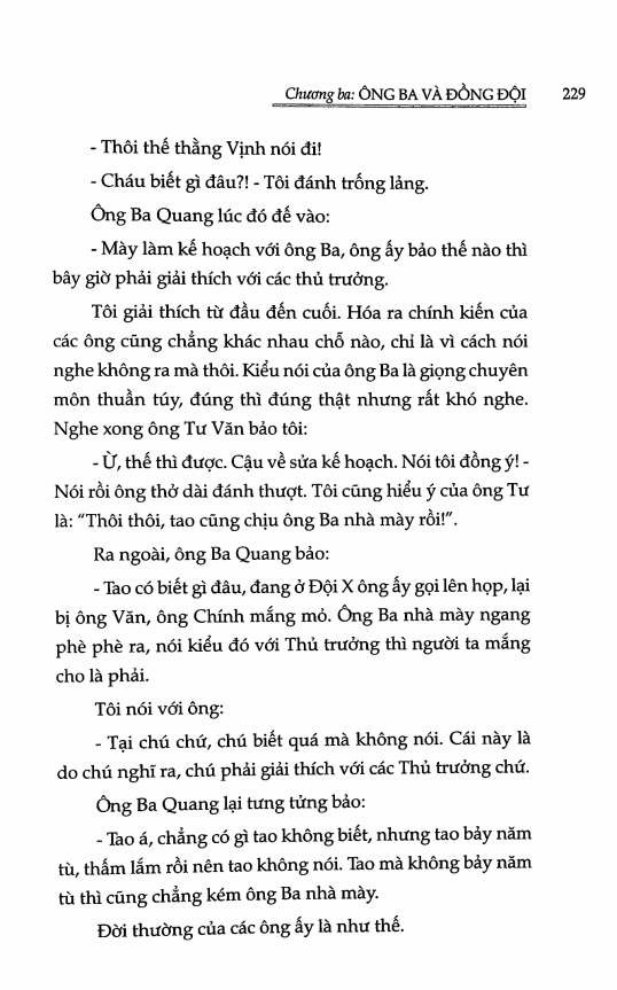 Chương ba: ÔNG BA VÀ ĐỒNG ĐỘI 229
- Thôi thế thằng Vịnh nói đi!
- Cháu biết gì đâu?! - Tôi đánh trống lảng.
Ông Ba Quang lúc đó đế vào:
- Mày làm kế hoạch với ông Ba, ông ấy bảo thế nào thì
bây giờ phải giải thích với các thủ trưởng.
Tôi giải thích từ đầu đến cuối. Hóa ra chính kiến của
các ông cũng chẳng khác nhau chỗ nào, chỉ là vì cách nói
nghe không ra mà thôi. Kiểu nói của ông Ba là giọng chuyên
môn thuần túy, đúng thì đúng thật nhưng rất khó nghe.
Nghe xong ông Tư Văn bảo tôi:
- Ừ, thế thì được. Cậu về sửa kế hoạch. Nói tôi đồng ý! -
Nói rồi ông thở dài đánh thượt. Tôi cũng hiểu ý của ông Tư
là: "Thôi thôi, tao cũng chịu ông Ba nhà mày rồi!".
Ra ngoài, ông Ba Quang bảo:
- Tao có biết gì đâu, đang ở Đội X ông ấy gọi lên họp, lại
bị ông Văn, ông Chính mắng mỏ. Ông Ba nhà mày ngang
phè phè ra, nói kiểu đó với Thủ trưởng thì người ta mắng
cho là phải.
Tôi nói với ông:
- Tại chú chứ, chú biết quá mà không nói. Cái này là
do chú nghĩ ra, chú phải giải thích với các Thủ trưởng chứ.
Ông Ba Quang lại tưng tửng bảo:
- Tao á, chẳng có gì tao không biết, nhưng tao bảy năm
tù, thấm lắm rồi nên tao không nói. Tao mà không bảy năm
tù thì cũng chẳng kém ông Ba nhà mày.
Đời thường của các ông ấy là như thế.